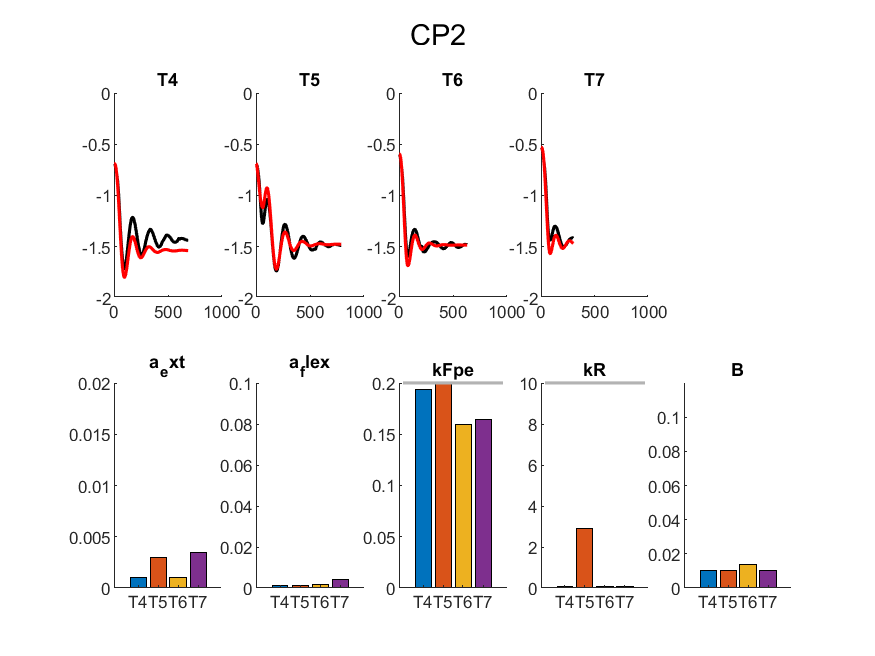 CP2
T4 T5 T6 T7
0 0 0 0
-0.5 -0.5 -0.5 -0.5
-1 -1 -1 -1
-1.5 -1.5 -1.5 -1.5
-2 -2 -2 -2
0 500 1000 0 500 1000 0 500 1000 0 500 1000
a_ext a_flex kFpe kR B
0.02 0.1 0.2 10 0.1
0.015 0.08 0.15 8 0.08
0.01 0.06 0.1 6 0.06
0.005 0.04 0.05 4 0.04
0 0.02 0 2 0.02
0 0 0
T4T5T6T7 T4T5T6T7 T4T5T6T7 T4T5T6T7 T4T5T6T7